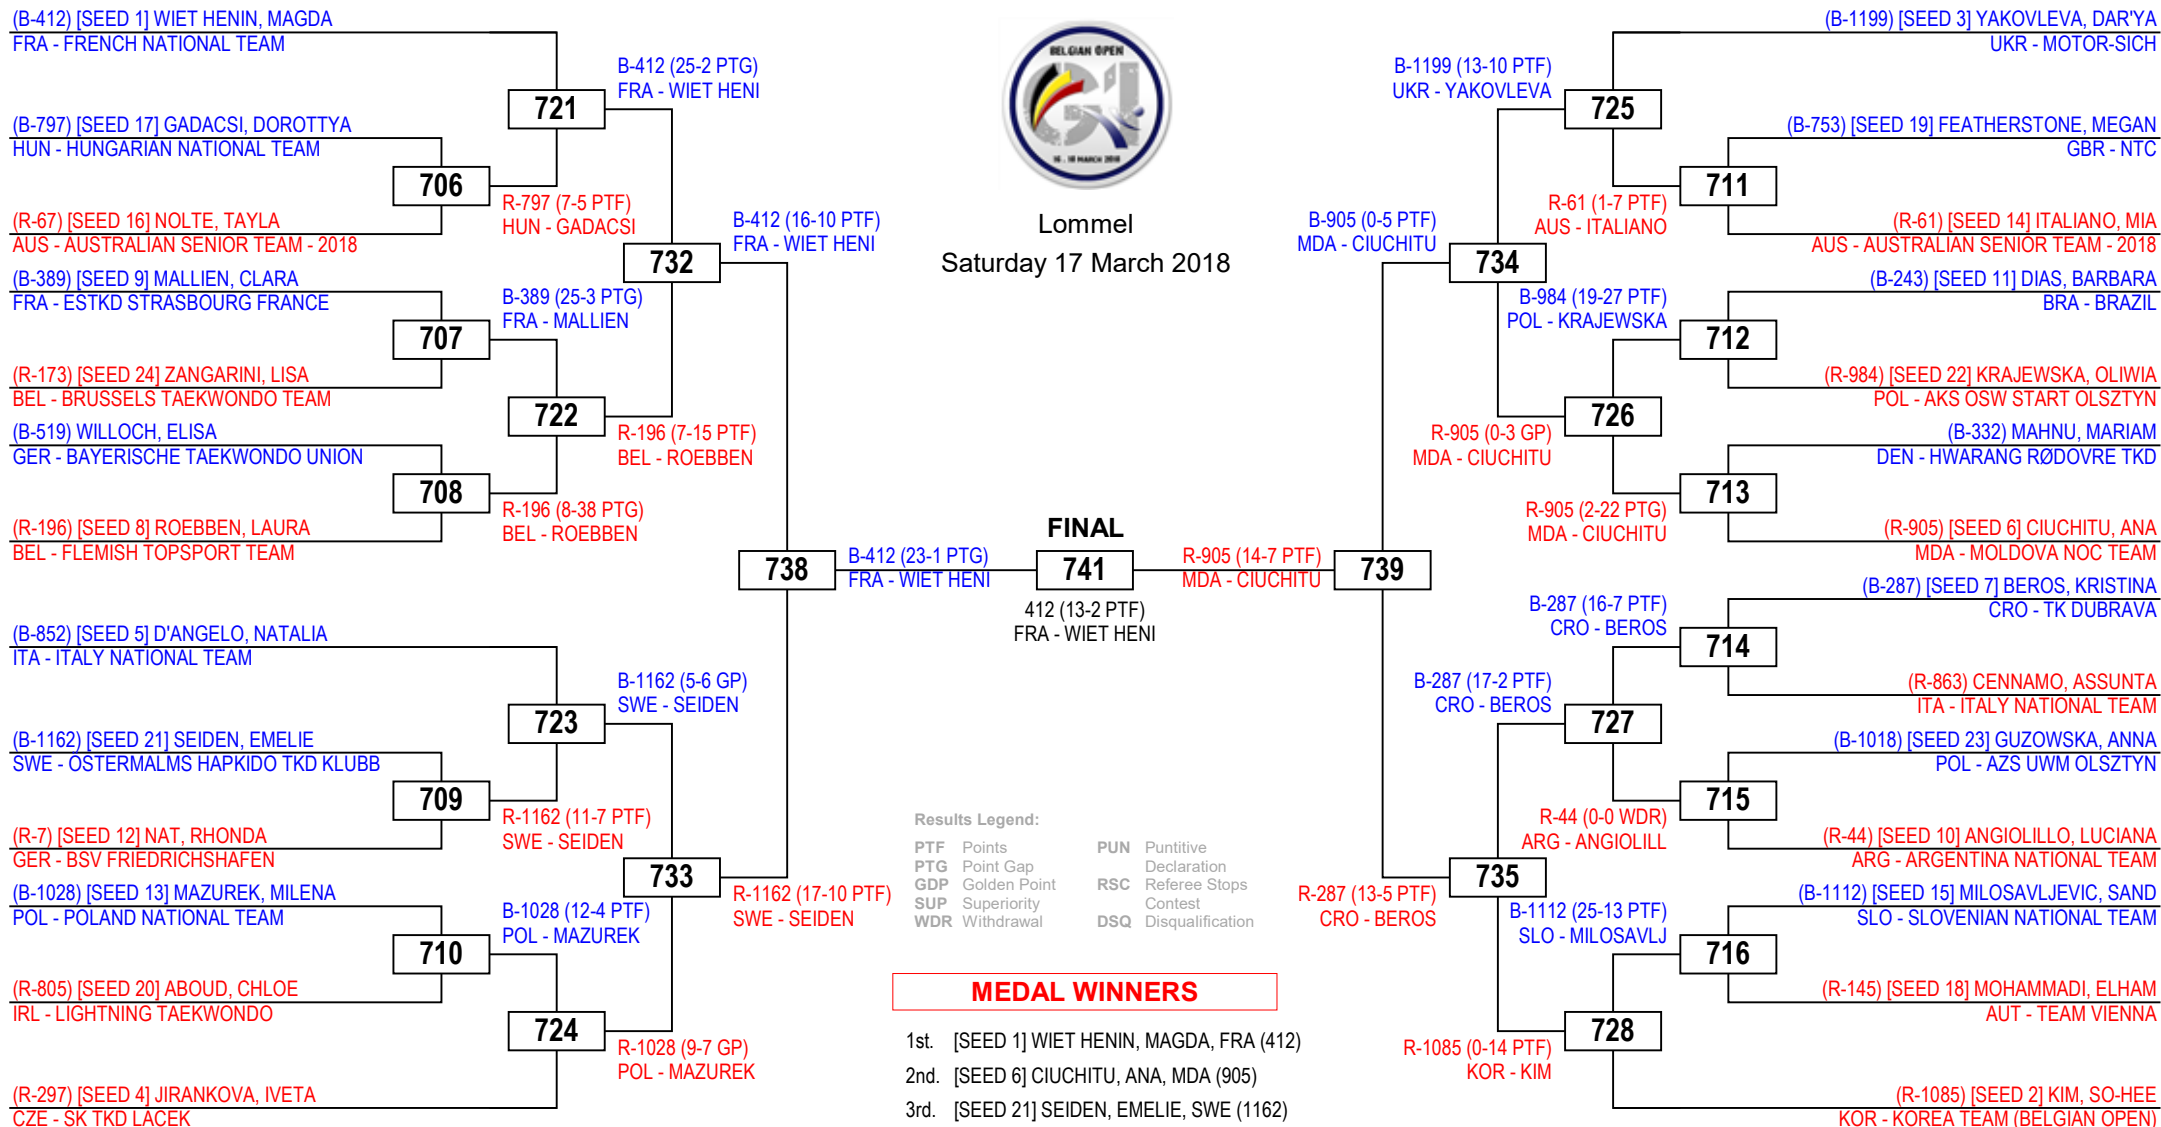 (B-412) [SEED 1] WIET HENIN, MAGDA
FRA - FRENCH NATIONAL TEAM
(B-797) [SEED 17] GADACSI, DOROTTYA
HUN - HUNGARIAN NATIONAL TEAM
(R-67) [SEED 16] NOLTE, TAYLA
AUS - AUSTRALIAN SENIOR TEAM - 2018
(B-389) [SEED 9] MALLIEN, CLARA
FRA - ESTKD STRASBOURG FRANCE
(R-173) [SEED 24] ZANGARINI, LISA
BEL - BRUSSELS TAEKWONDO TEAM
(B-519) WILLOCH, ELISA
GER - BAYERISCHE TAEKWONDO UNION
(R-196) [SEED 8] ROEBBEN, LAURA
BEL - FLEMISH TOPSPORT TEAM
(B-852) [SEED 5] D'ANGELO, NATALIA
ITA - ITALY NATIONAL TEAM
(B-1162) [SEED 21] SEIDEN, EMELIE
SWE - OSTERMALMS HAPKIDO TKD KLUBB
(R-7) [SEED 12] NAT, RHONDA
GER - BSV FRIEDRICHSHAFEN
(B-1028) [SEED 13] MAZUREK, MILENA
POL - POLAND NATIONAL TEAM
(R-805) [SEED 20] ABOUD, CHLOE
IRL - LIGHTNING TAEKWONDO
(R-297) [SEED 4] JIRANKOVA, IVETA
CZE - SK TKD LACEK
706
707
708
709
710
R-797 (7-5 PTF)
HUN - GADACSI
B-389 (25-3 PTG)
FRA - MALLIEN
R-196 (8-38 PTG)
BEL - ROEBBEN
R-1162 (11-7 PTF)
SWE - SEIDEN
B-1028 (12-4 PTF)
POL - MAZUREK
721
722
723
724
B-412 (25-2 PTG)
FRA - WIET HENI
R-196 (7-15 PTF)
BEL - ROEBBEN
B-1162 (5-6 GP)
SWE - SEIDEN
R-1028 (9-7 GP)
POL - MAZUREK
732
733
B-412 (16-10 PTF)
FRA - WIET HENI
R-1162 (17-10 PTF)
SWE - SEIDEN
738
B-412 (23-1 PTG)
FRA - WIET HENI
BELGIAN OPEN
G1
16 . 18 MARCH 2018
Lommel
Saturday 17 March 2018
FINAL
741
412 (13-2 PTF)
FRA - WIET HENI
R-905 (14-7 PTF)
MDA - CIUCHITU
739
B-905 (0-5 PTF)
MDA - CIUCHITU
R-287 (13-5 PTF)
CRO - BEROS
734
735
B-1199 (13-10 PTF)
UKR - YAKOVLEVA
R-905 (0-3 GP)
MDA - CIUCHITU
B-287 (17-2 PTF)
CRO - BEROS
R-1085 (0-14 PTF)
KOR - KIM
725
726
727
728
R-61 (1-7 PTF)
AUS - ITALIANO
B-984 (19-27 PTF)
POL - KRAJEWSKA
R-905 (2-22 PTG)
MDA - CIUCHITU
B-287 (16-7 PTF)
CRO - BEROS
R-44 (0-0 WDR)
ARG - ANGIOLILL
B-1112 (25-13 PTF)
SLO - MILOSAVLJ
711
712
713
714
715
716
(B-1199) [SEED 3] YAKOVLEVA, DAR'YA
UKR - MOTOR-SICH
(B-753) [SEED 19] FEATHERSTONE, MEGAN
GBR - NTC
(R-61) [SEED 14] ITALIANO, MIA
AUS - AUSTRALIAN SENIOR TEAM - 2018
(B-243) [SEED 11] DIAS, BARBARA
BRA - BRAZIL
(R-984) [SEED 22] KRAJEWSKA, OLIWIA
POL - AKS OSW START OLSZTYN
(B-332) MAHNU, MARIAM
DEN - HWARANG RØDOVRE TKD
(R-905) [SEED 6] CIUCHITU, ANA
MDA - MOLDOVA NOC TEAM
(B-287) [SEED 7] BEROS, KRISTINA
CRO - TK DUBRAVA
(R-863) CENNAMO, ASSUNTA
ITA - ITALY NATIONAL TEAM
(B-1018) [SEED 23] GUZOWSKA, ANNA
POL - AZS UWM OLSZTYN
(R-44) [SEED 10] ANGIOLILLO, LUCIANA
ARG - ARGENTINA NATIONAL TEAM
(B-1112) [SEED 15] MILOSAVLJEVIC, SAND
SLO - SLOVENIAN NATIONAL TEAM
(R-145) [SEED 18] MOHAMMADI, ELHAM
AUT - TEAM VIENNA
(R-1085) [SEED 2] KIM, SO-HEE
KOR - KOREA TEAM (BELGIAN OPEN)
Results Legend:
PTF Points
PTG Point Gap
GDP Golden Point
SUP Superiority
WDR Withdrawal
PUN Puntitive
Declaration
RSC Referee Stops
Contest
DSQ Disqualification
MEDAL WINNERS
1st. [SEED 1] WIET HENIN, MAGDA, FRA (412)
2nd. [SEED 6] CIUCHITU, ANA, MDA (905)
3rd. [SEED 21] SEIDEN, EMELIE, SWE (1162)